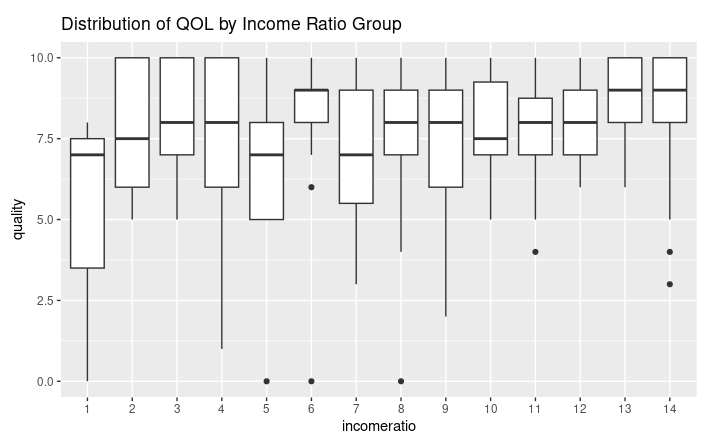 Distribution of QOL by Income Ratio Group
10.0
7.5
5.0
2.5
0.0
quality
1 2 3 4 5 6 7 8 9 10 11 12 13 14
incomeratio